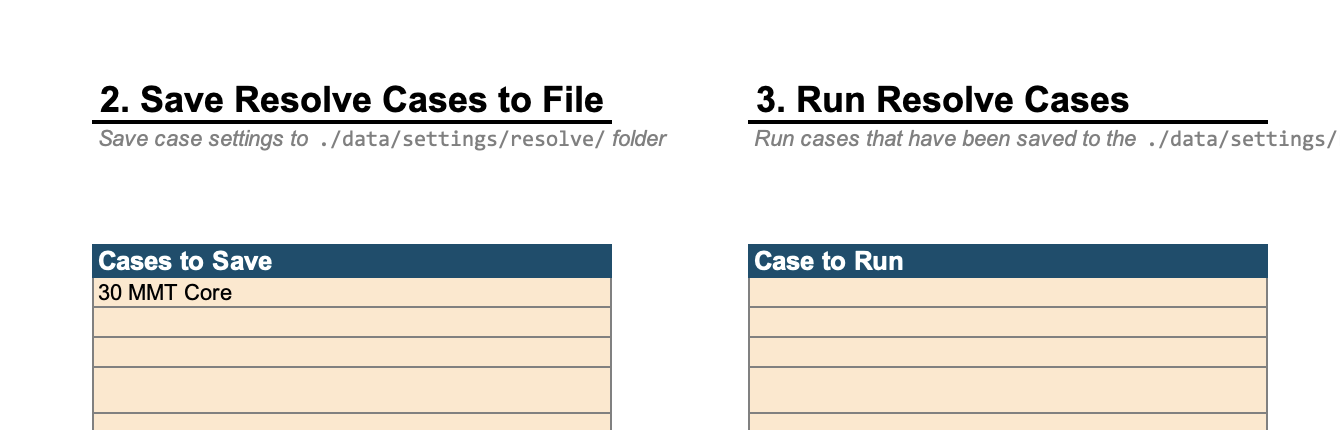 2. Save Resolve Cases to File
Save case settings to ./data/settings/resolve/ folder
Cases to Save
30 MMT Core
3. Run Resolve Cases
Run cases that have been saved to the ./data/settings/
Case to Run